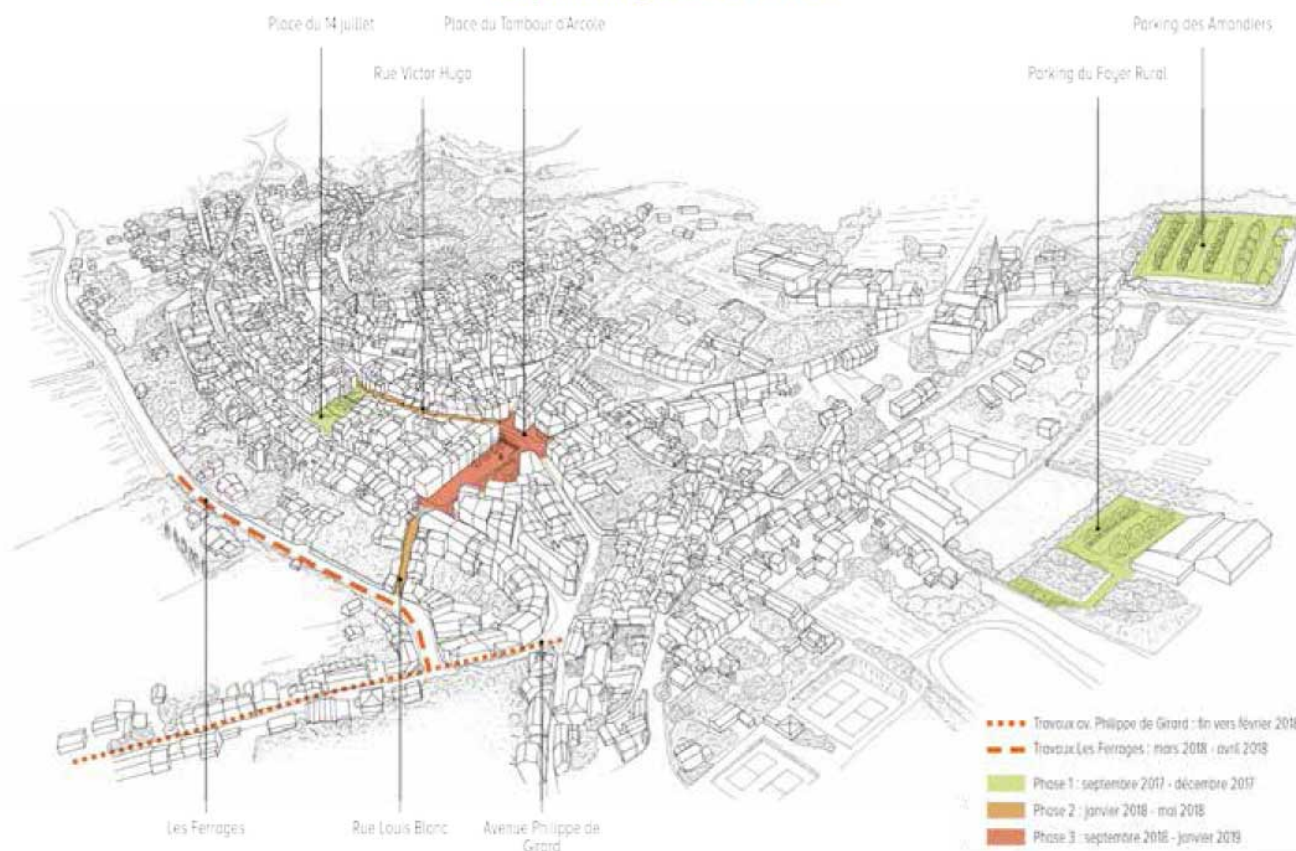 Place du 14 juillet
Place du Tambour d'Arcole
Parking des Amandiers
Rue Victor Hugo
Parking du Foyer Rural
Travaux av. Philippe de Girard : fin vers février 2018
Travaux Les Ferrages : mars 2018 - avril 2018
Phase 1 : septembre 2017 - décembre 2017
Phase 2 : janvier 2018 - mai 2018
Phase 3 : septembre 2018 - janvier 2019
Les Ferrages
Rue Louis Blanc
Avenue Philippe de
Girard